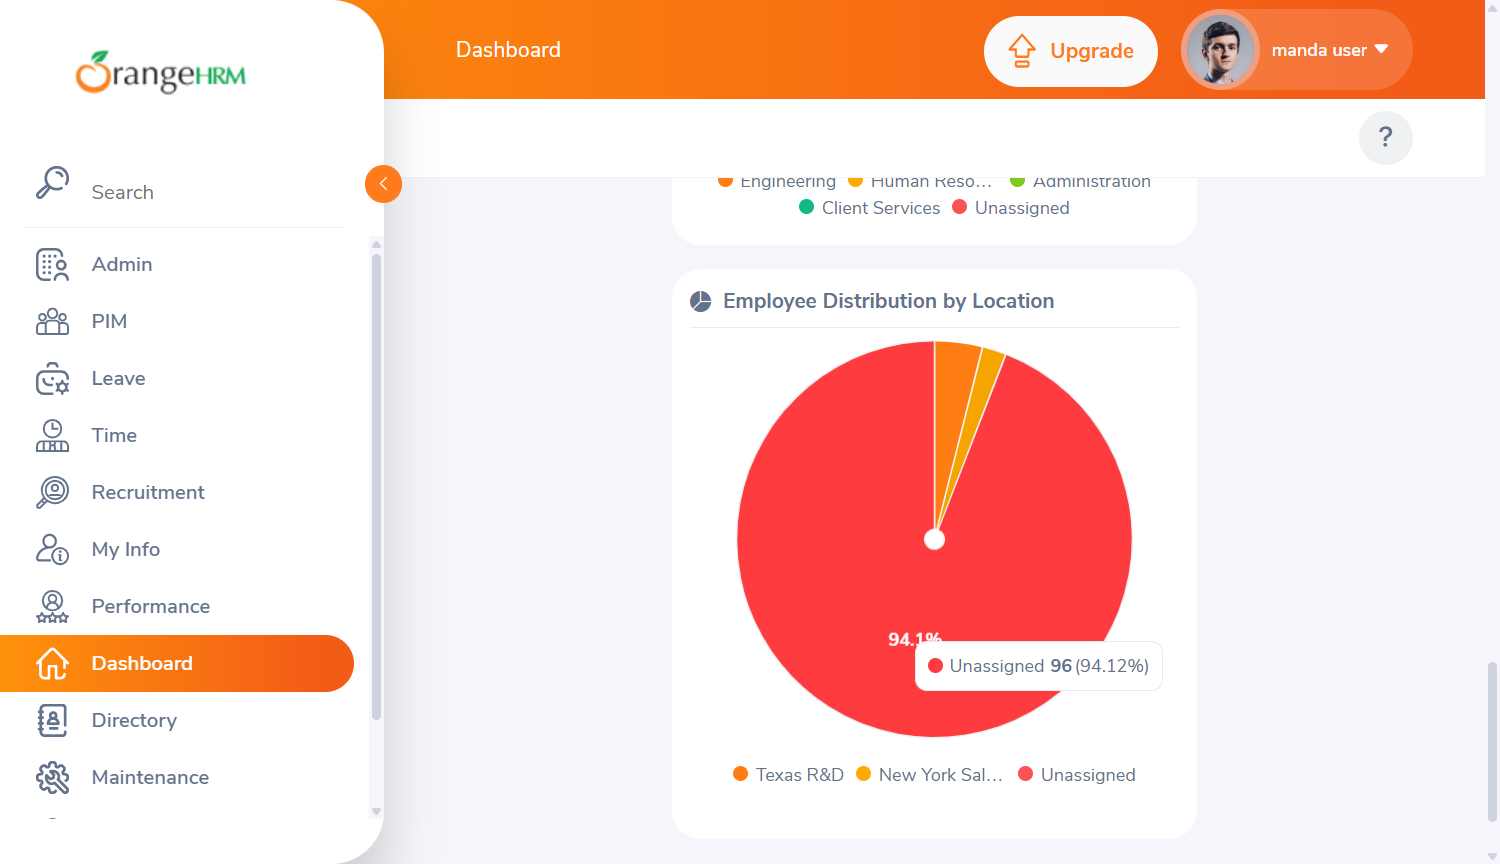 OrangeHRM
Dashboard
Upgrade
manda user
?
Search
Admin
PIM
Leave
Time
Recruitment
My Info
Performance
Dashboard
Directory
Maintenance
Engineering
Human Reso...
Administration
Client Services
Unassigned
Employee Distribution by Location
94.1%
Unassigned 96 (94.12%)
Texas R&D
New York Sal...
Unassigned